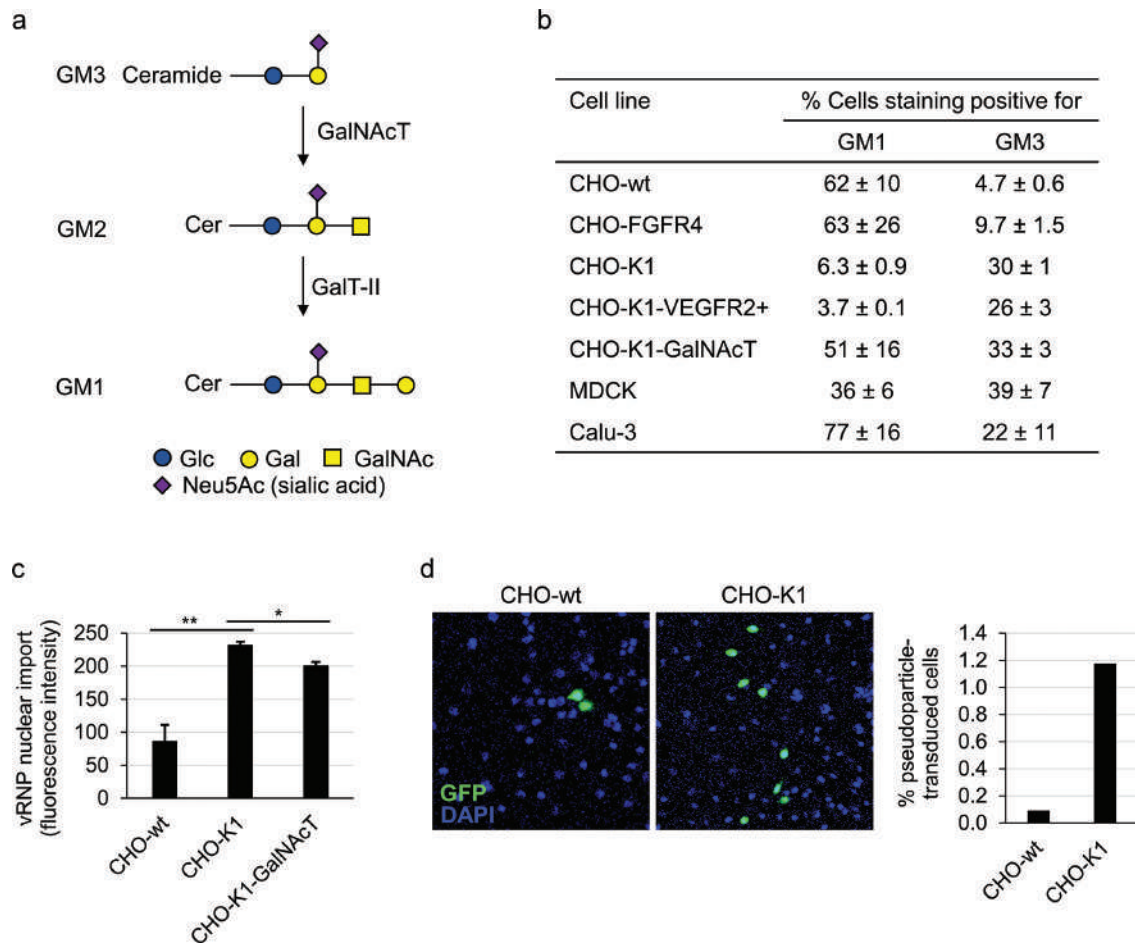 a
GM3 Ceramide
GalNAcT
GM2 Cer
GalT-II
GM1 Cer
Glc Gal GalNAc
Neu5Ac (sialic acid)
b
Cell line % Cells staining positive for
GM1 GM3
CHO-wt 62 ± 10 4.7 ± 0.6
CHO-FGFR4 63 ± 26 9.7 ± 1.5
CHO-K1 6.3 ± 0.9 30 ± 1
CHO-K1-VEGFR2+ 3.7 ± 0.1 26 ± 3
CHO-K1-GalNAcT 51 ± 16 33 ± 3
MDCK 36 ± 6 39 ± 7
Calu-3 77 ± 16 22 ± 11
c
vRNP nuclear import
(fluorescence intensity)
250
200
150
100
50
0
** *
CHO-wt
CHO-K1
CHO-K1-GalNAcT
d
CHO-wt CHO-K1
GFP
DAPI
% pseudoparticle-
transduced cells
1.4
1.2
1.0
0.8
0.6
0.4
0.2
0.0
CHO-wt
CHO-K1